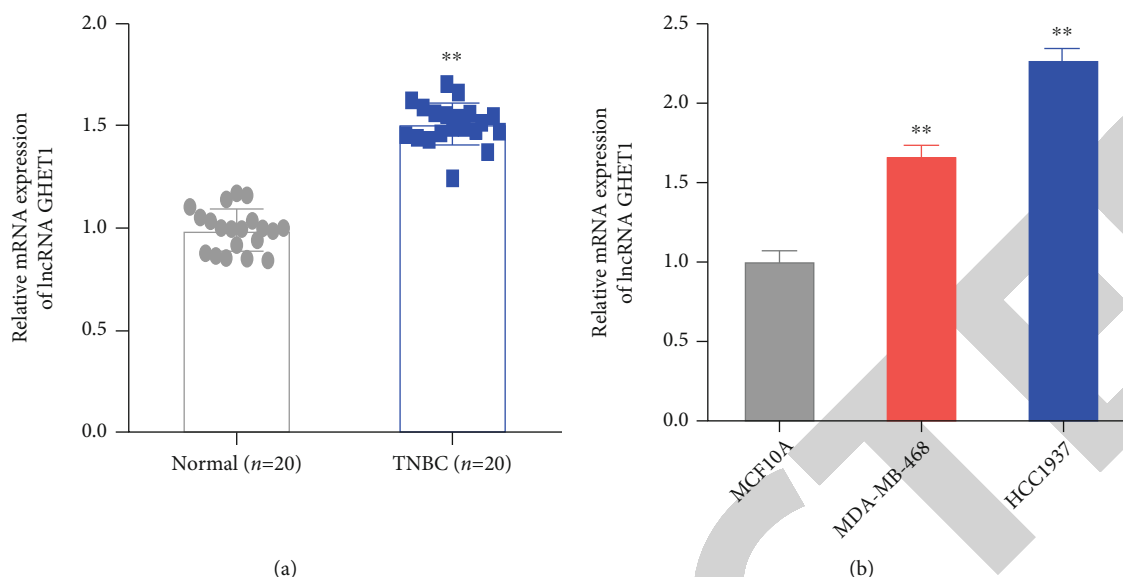 Relative mRNA expression
of lncRNA GHET1
2.0
1.5
1.0
0.5
0.0
**
Normal (n=20)
TNBC (n=20)
(a)
Relative mRNA expression
of lncRNA GHET1
2.5
2.0
1.5
1.0
0.5
0.0
**
**
MCF10A
MDA-MB-468
HCC1937
(b)